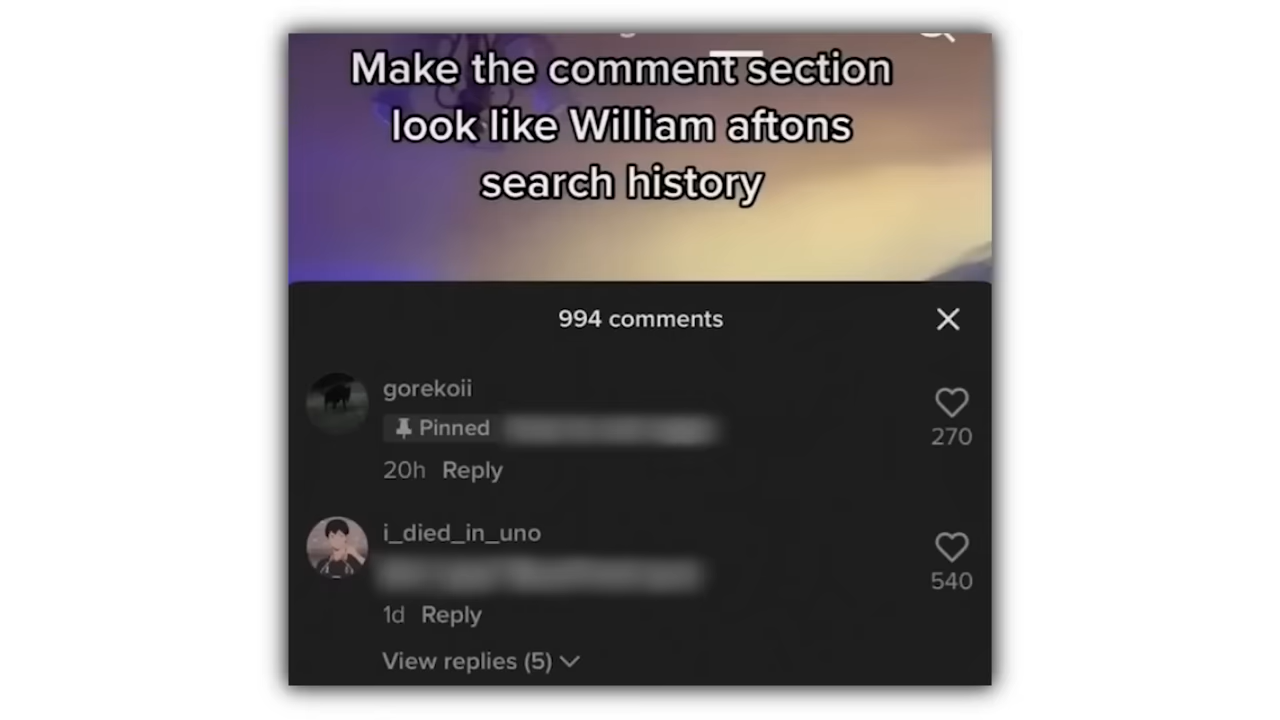 Make the comment section
look like William aftons
search history
994 comments
gorekoii
270
Pinned
20h Reply
i_died_in_uno
540
1d Reply
View replies (5)